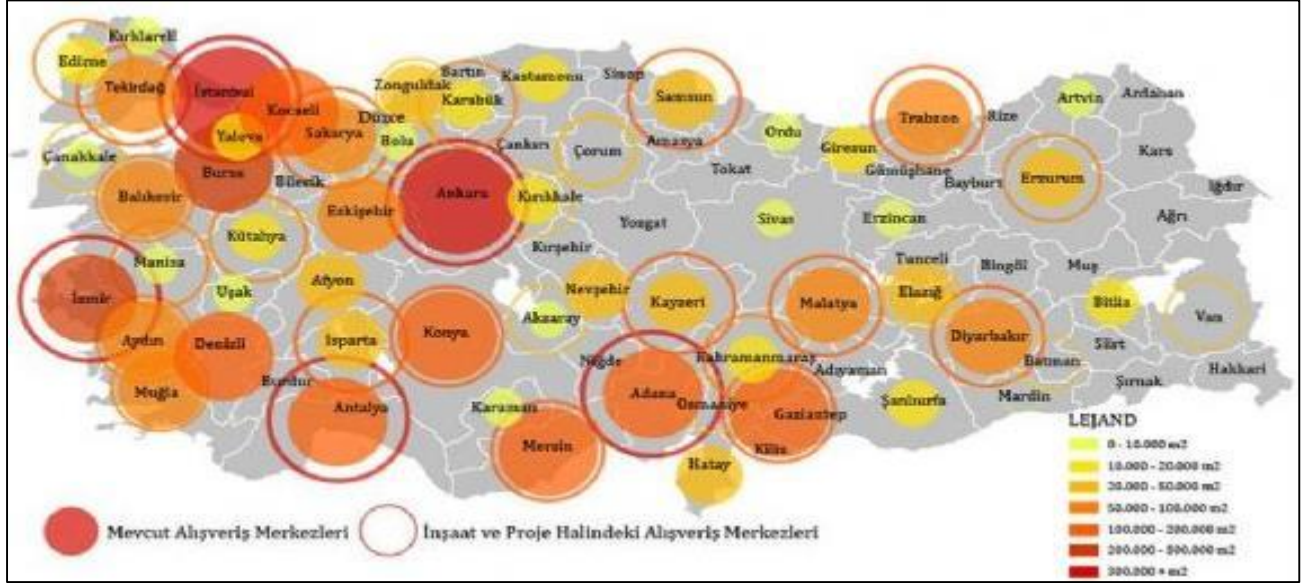 Kırklareli
Edirne
Tekirdağ
İstanbul
Kocaeli
Yalova
Sakarya
Düzce
Bolu
Zonguldak
Bartın
Karabük
Kastamonu
Sinop
Samsun
Çankırı
Çorum
Amasya
Tokat
Ordu
Giresun
Gümüşhane
Trabzon
Rize
Bayburt
Artvin
Ardahan
Kars
Erzurum
Iğdır
Ağrı
Çanakkale
Balıkesir
Bursa
Bilecik
Eskişehir
Ankara
Kırıkkale
Yozgat
Sivas
Erzincan
Kütahya
Manisa
Uşak
Afyon
Kırşehir
Nevşehir
Aksaray
Kayzeri
Malatya
Elazığ
Tunceli
Bingöl
Muş
Bitlis
Van
İzmir
Aydın
Denizli
Isparta
Konya
Niğde
Kahramanmaraş
Adıyaman
Diyarbakır
Batman
Siirt
Şırnak
Hakkari
Muğla
Burdur
Antalya
Karaman
Mersin
Adana
Osmaniye
Gaziantep
Kilis
Hatay
Şanlıurfa
Mardin
LEJAND
0 - 10.000 m2
10.000 - 20.000 m2
20.000 - 50.000 m2
50.000 - 100.000 m2
100.000 - 200.000 m2
200.000 - 300.000 m2
300.000 + m2
Mevcut Alışveriş Merkezleri
İnşaat ve Proje Halindeki Alışveriş Merkezleri